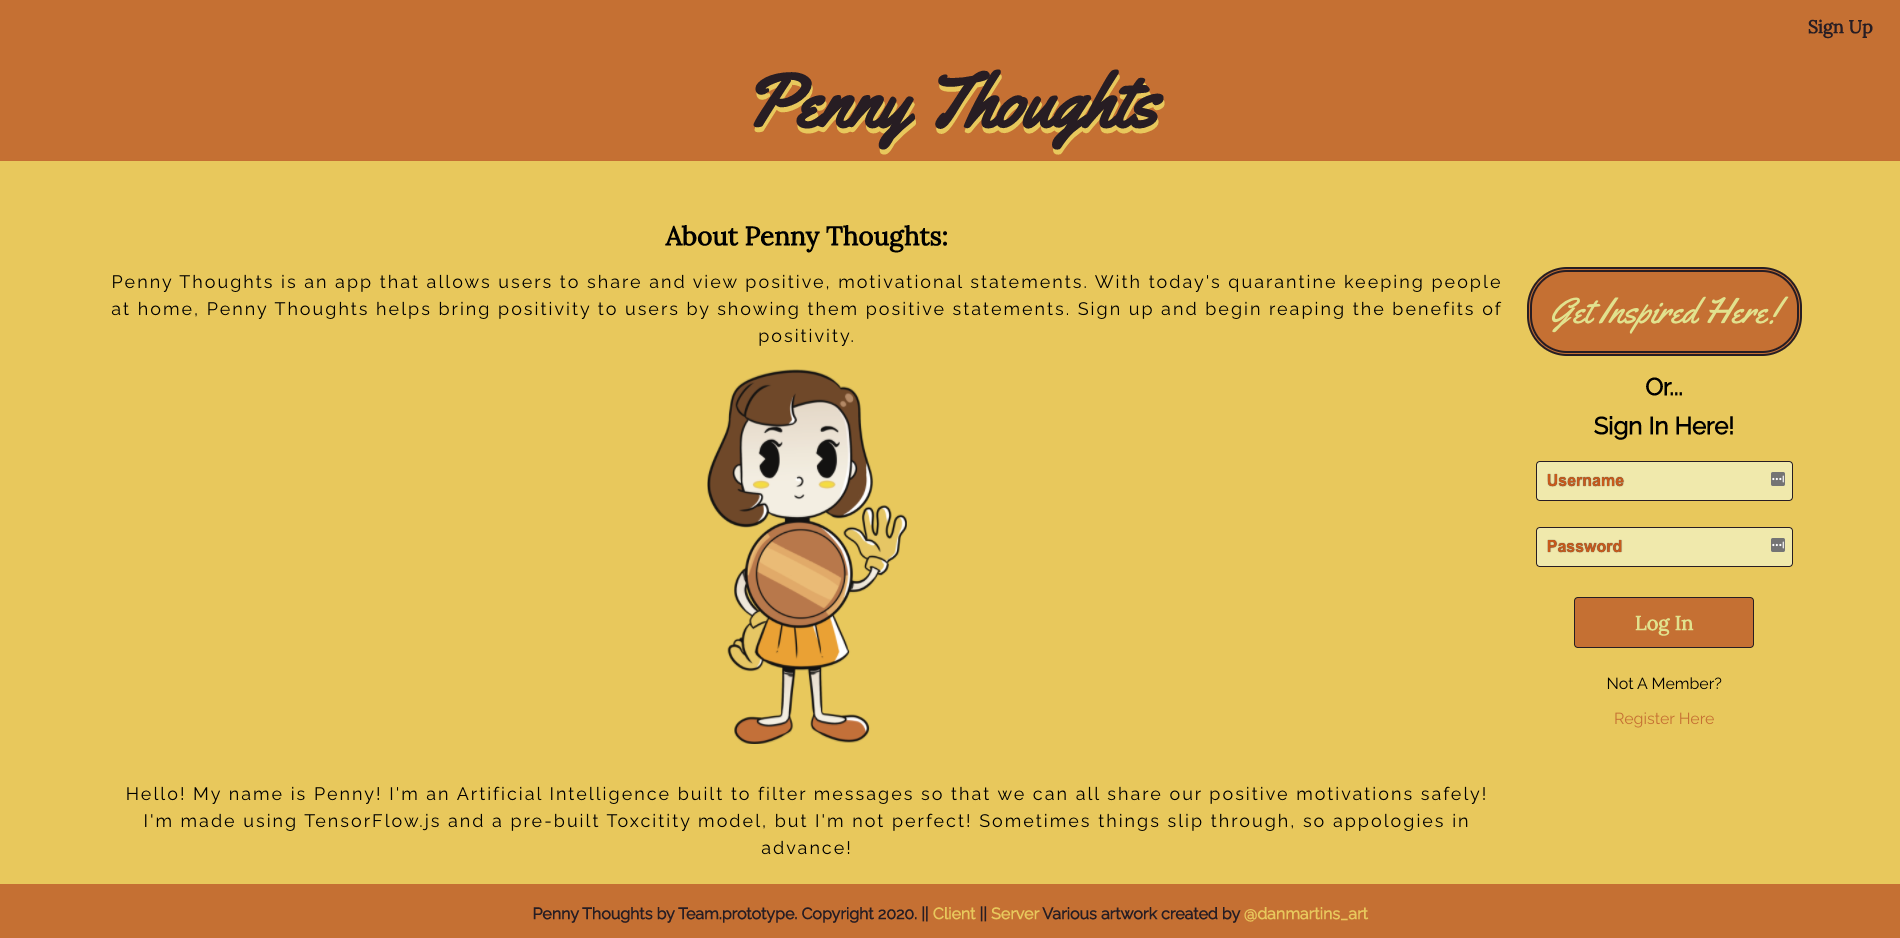 Sign Up
Penny Thoughts
About Penny Thoughts:
Penny Thoughts is an app that allows users to share and view positive, motivational statements. With today's quarantine keeping people
at home, Penny Thoughts helps bring positivity to users by showing them positive statements. Sign up and begin reaping the benefits of
positivity.
Get Inspired Here!
Or...
Sign In Here!
Username
Password
Log In
Not A Member?
Register Here
Hello! My name is Penny! I'm an Artificial Intelligence built to filter messages so that we can all share our positive motivations safely!
I'm made using TensorFlow.js and a pre-built Toxcitity model, but I'm not perfect! Sometimes things slip through, so appologies in
advance!
Penny Thoughts by Team.prototype. Copyright 2020. || Client || Server Various artwork created by @danmartins_art